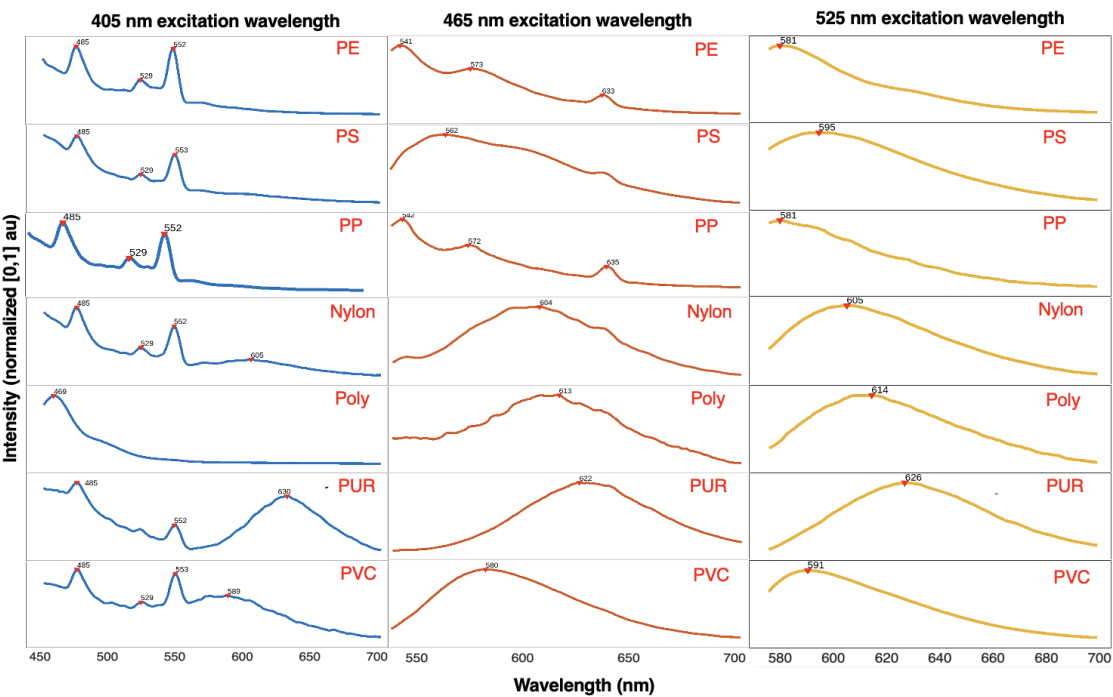 405 nm excitation wavelength
465 nm excitation wavelength
525 nm excitation wavelength
Intensity (normalized [0,1] au)
485
529
552
PE
541
573
633
PE
581
PE
485
529
553
PS
562
PS
595
PS
485
529
552
PP
542
572
635
PP
581
PP
485
529
552
605
Nylon
604
Nylon
605
Nylon
469
Poly
613
Poly
614
Poly
485
552
630
PUR
622
PUR
626
PUR
485
529
553
589
PVC
580
PVC
591
PVC
450 500 550 600 650 700
550 600 650 700
580 600 620 640 660 680 700
Wavelength (nm)